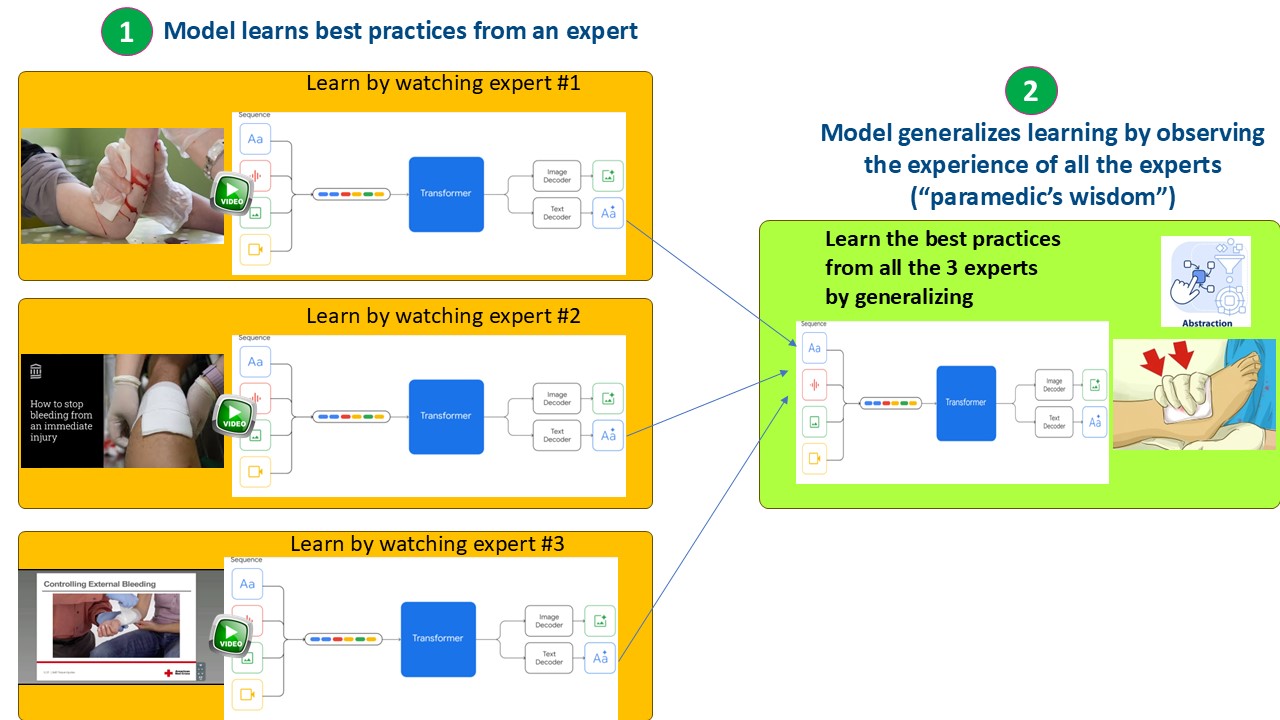 1
Model learns best practices from an expert
Learn by watching expert #1
Sequence
Aa
VIDEO
Transformer
Image
Decoder
Text
Decoder
Aa
Learn by watching expert #2
Sequence
Aa
How to stop
bleeding from
an immediate
injury
VIDEO
Transformer
Image
Decoder
Text
Decoder
Aa
Learn by watching expert #3
Sequence
Controlling External Bleeding
Aa
VIDEO
Transformer
Image
Decoder
Text
Decoder
Aa
American
Red Cross
2
Model generalizes learning by observing
the experience of all the experts
(“paramedic’s wisdom”)
Learn the best practices
from all the 3 experts
by generalizing
Abstraction
Sequence
Aa
Transformer
Image
Decoder
Text
Decoder
Aa